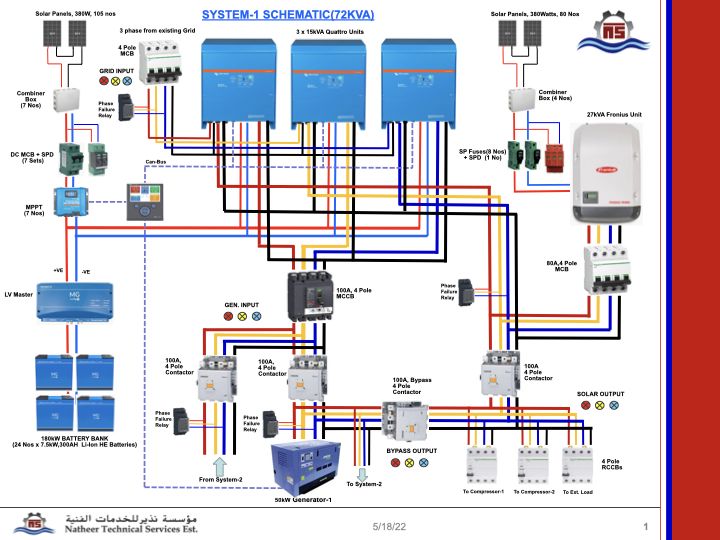 SYSTEM-1 SCHEMATIC(72KVA)
Solar Panels, 380W, 105 nos
3 phase from existing Grid
3 x 15kVA Quattro Units
Solar Panels, 380Watts, 80 Nos
NTS
4 Pole
MCB
GRID INPUT
Phase
Failure
Relay
Combiner
Box
(7 Nos)
Combiner
Box (4 Nos)
27kVA Fronius Unit
DC MCB + SPD
(7 Sets)
Can-Bus
SP Fuses(8 Nos)
+ SPD (1 No)
Fronius
MPPT
(7 Nos)
80A,4 Pole
MCB
+VE
-VE
LV Master
MG
100A, 4 Pole
MCCB
Phase
Failure
Relay
GEN. INPUT
100A,
4 Pole
Contactor
100A,
4 Pole
Contactor
100A
4 Pole
Contactor
100A, Bypass
4 Pole
Contactor
SOLAR OUTPUT
Phase
Failure
Relay
Phase
Failure
Relay
180kW BATTERY BANK
(24 Nos x 7.5kW,300AH Li-Ion HE Batteries)
BYPASS OUTPUT
4 Pole
RCCBs
From System-2
To System-2
To Compressor-1
To Compressor-2
To Est. Load
50kW Generator-1
مؤسسة نذير للخدمات الفنية
Natheer Technical Services Est.
5/18/22
1